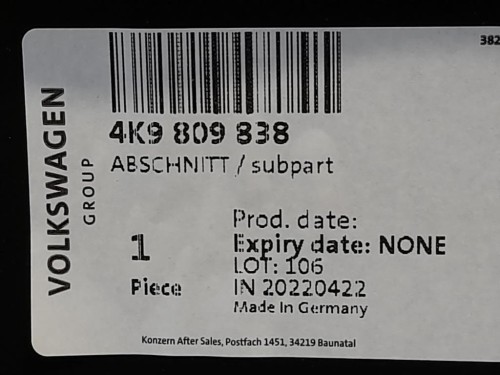 382
4K9 809 838
ABSCHNITT / subpart
VOLKSWAGEN
GROUP
Prod. date:
1
Expiry date: NONE
LOT: 106
Piece
IN 20220422
Made In Germany
Konzern After Sales, Postfach 1451, 34219 Baunatal